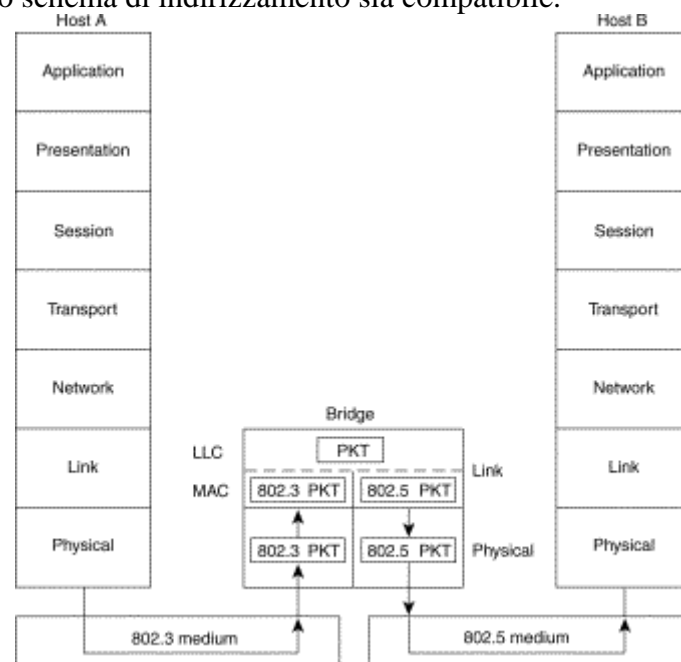 o schema di indirizzamento sia compatibile.
Host A
Host B
Application
Application
Presentation
Presentation
Session
Session
Transport
Transport
Network
Network
Bridge
LLC
PKT
Link
Link
Link
MAC
802.3 PKT
802.5 PKT
Physical
802.3 PKT
802.5 PKT
Physical
Physical
802.3 medium
802.5 medium